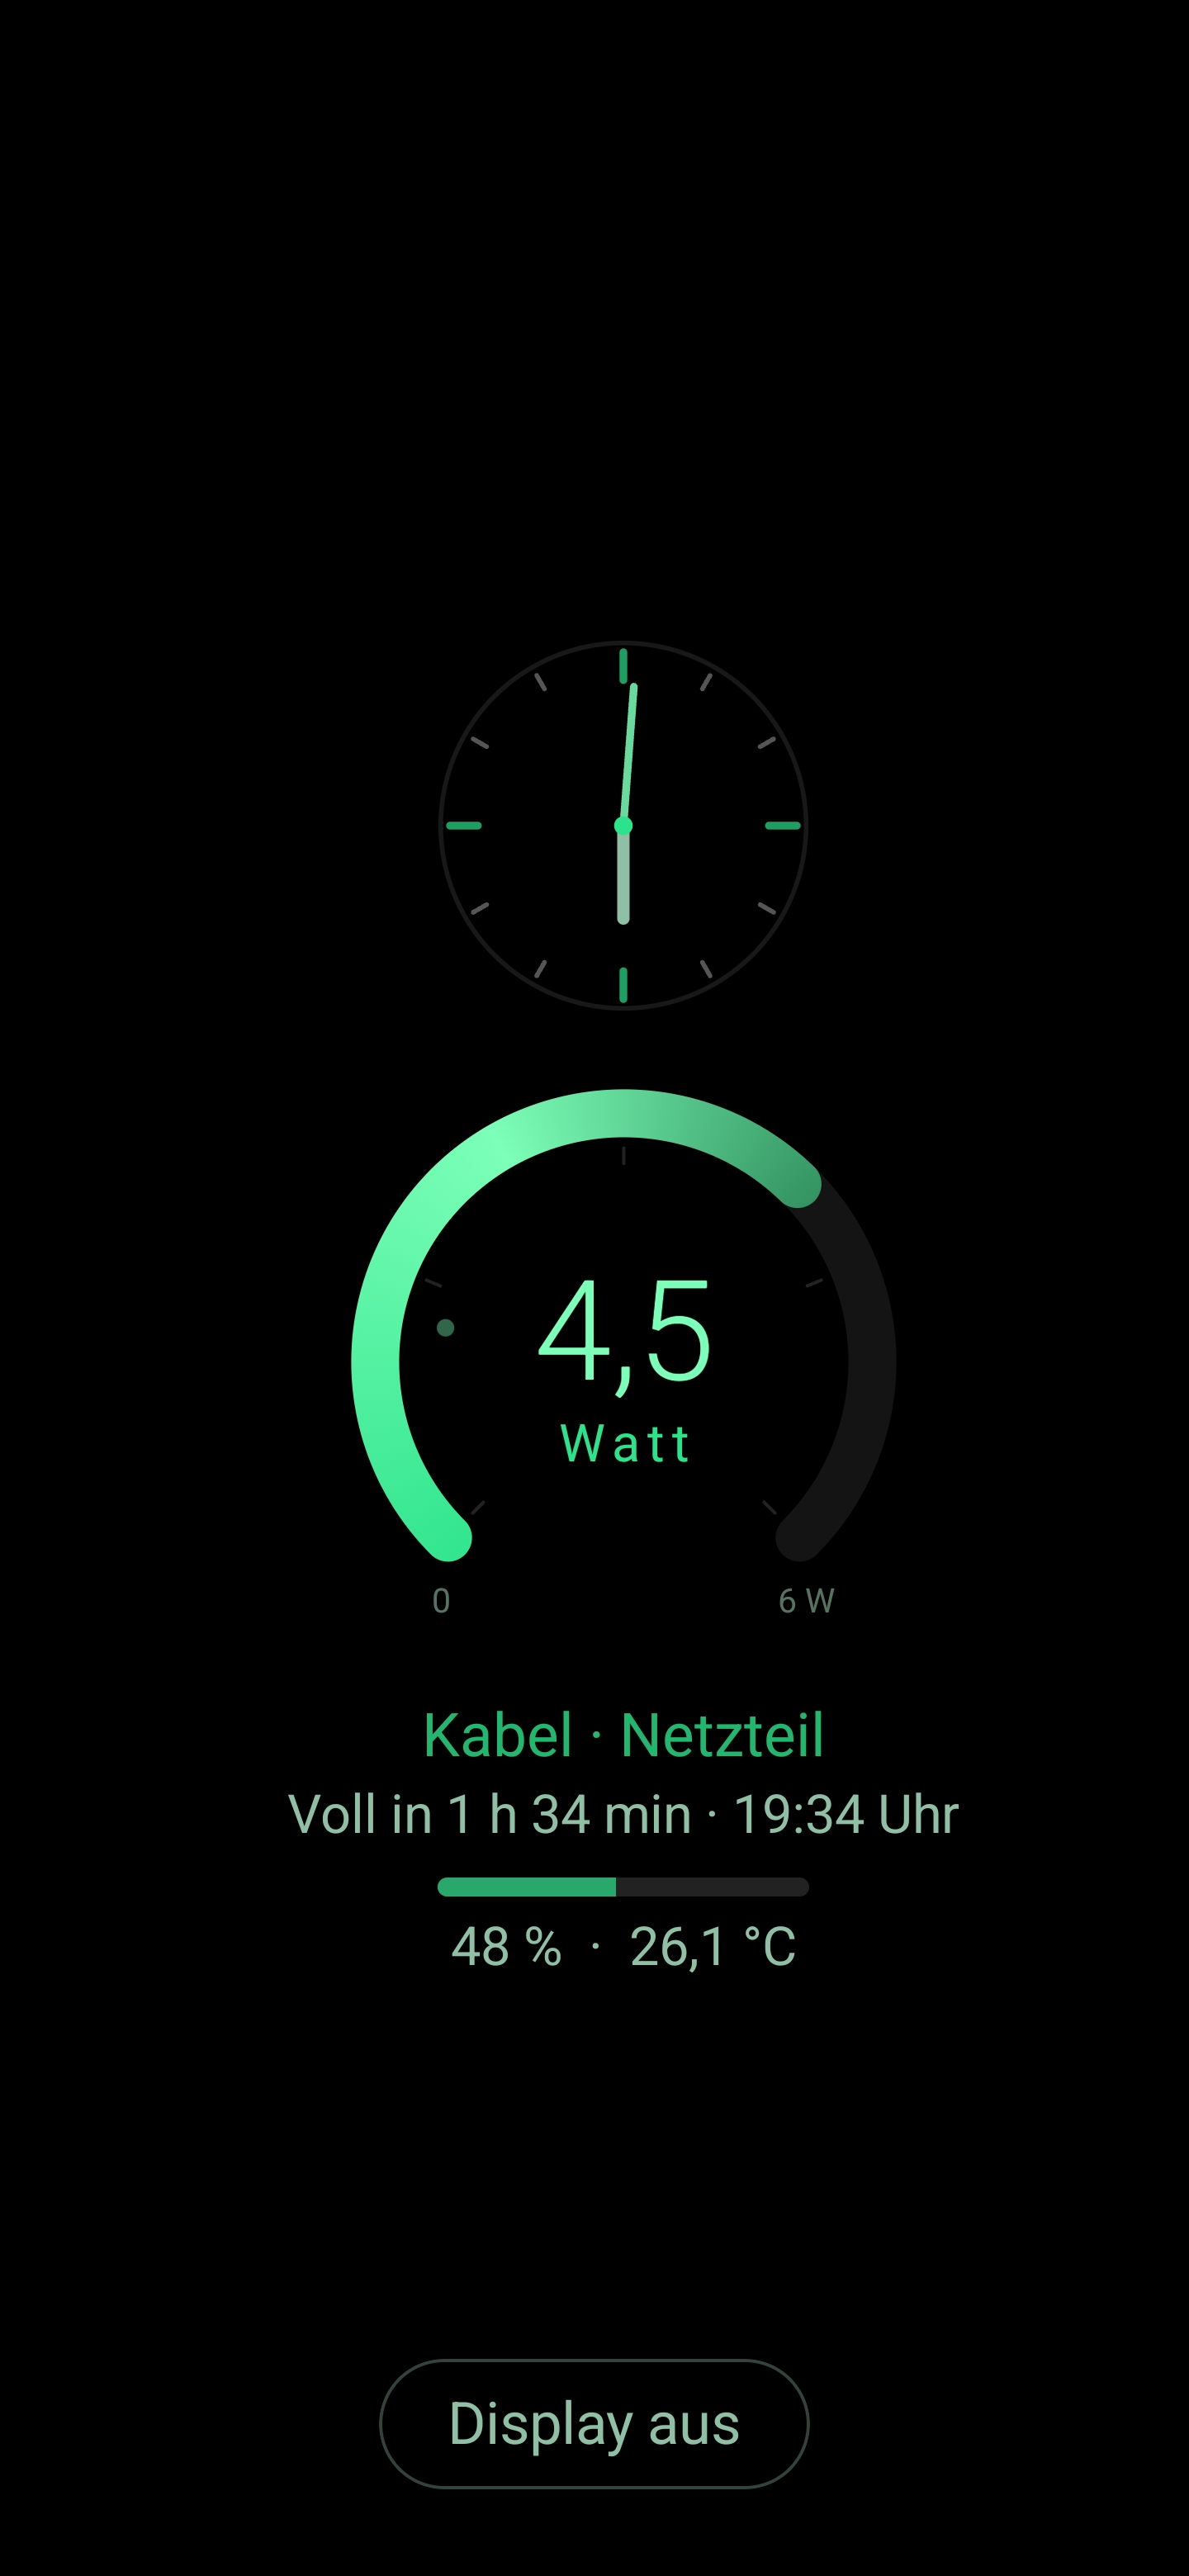 4,5
Watt
0
6 W
Kabel · Netzteil
Voll in 1 h 34 min · 19:34 Uhr
48 % · 26,1 °C
Display aus